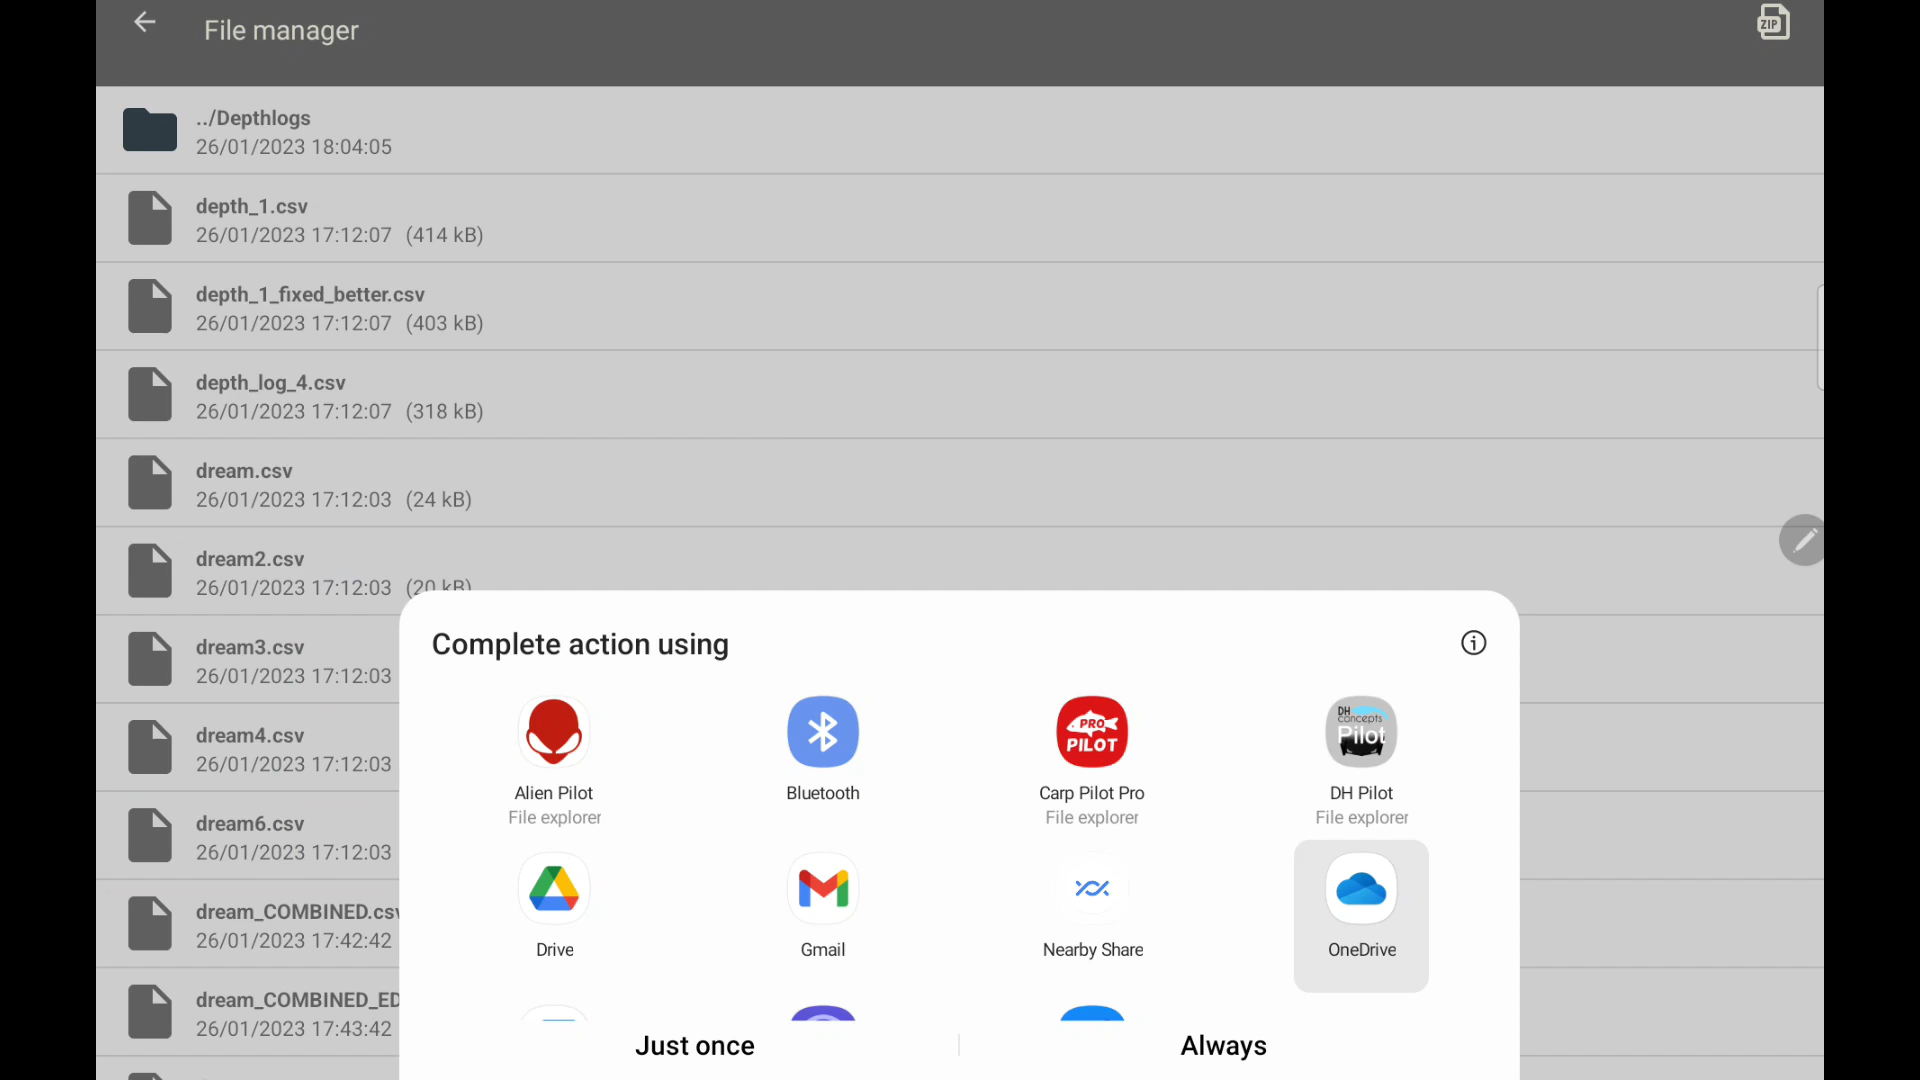 File manager
ZIP
../Depthlogs
26/01/2023 18:04:05
depth_1.csv
26/01/2023 17:12:07 (414 kB)
depth_1_fixed_better.csv
26/01/2023 17:12:07 (403 kB)
depth_log_4.csv
26/01/2023 17:12:07 (318 kB)
dream.csv
26/01/2023 17:12:03 (24 kB)
dream2.csv
26/01/2023 17:12:03 (20 kB)
dream3.csv
26/01/2023 17:12:03
dream4.csv
26/01/2023 17:12:03
dream6.csv
26/01/2023 17:12:03
dream_COMBINED.csv
26/01/2023 17:42:42
dream_COMBINED_ED
26/01/2023 17:43:42
Complete action using
Alien Pilot
File explorer
Bluetooth
PRO
PILOT
Carp Pilot Pro
File explorer
DH
concepts
Pilot
DH Pilot
File explorer
Drive
Gmail
Nearby Share
OneDrive
Just once
Always